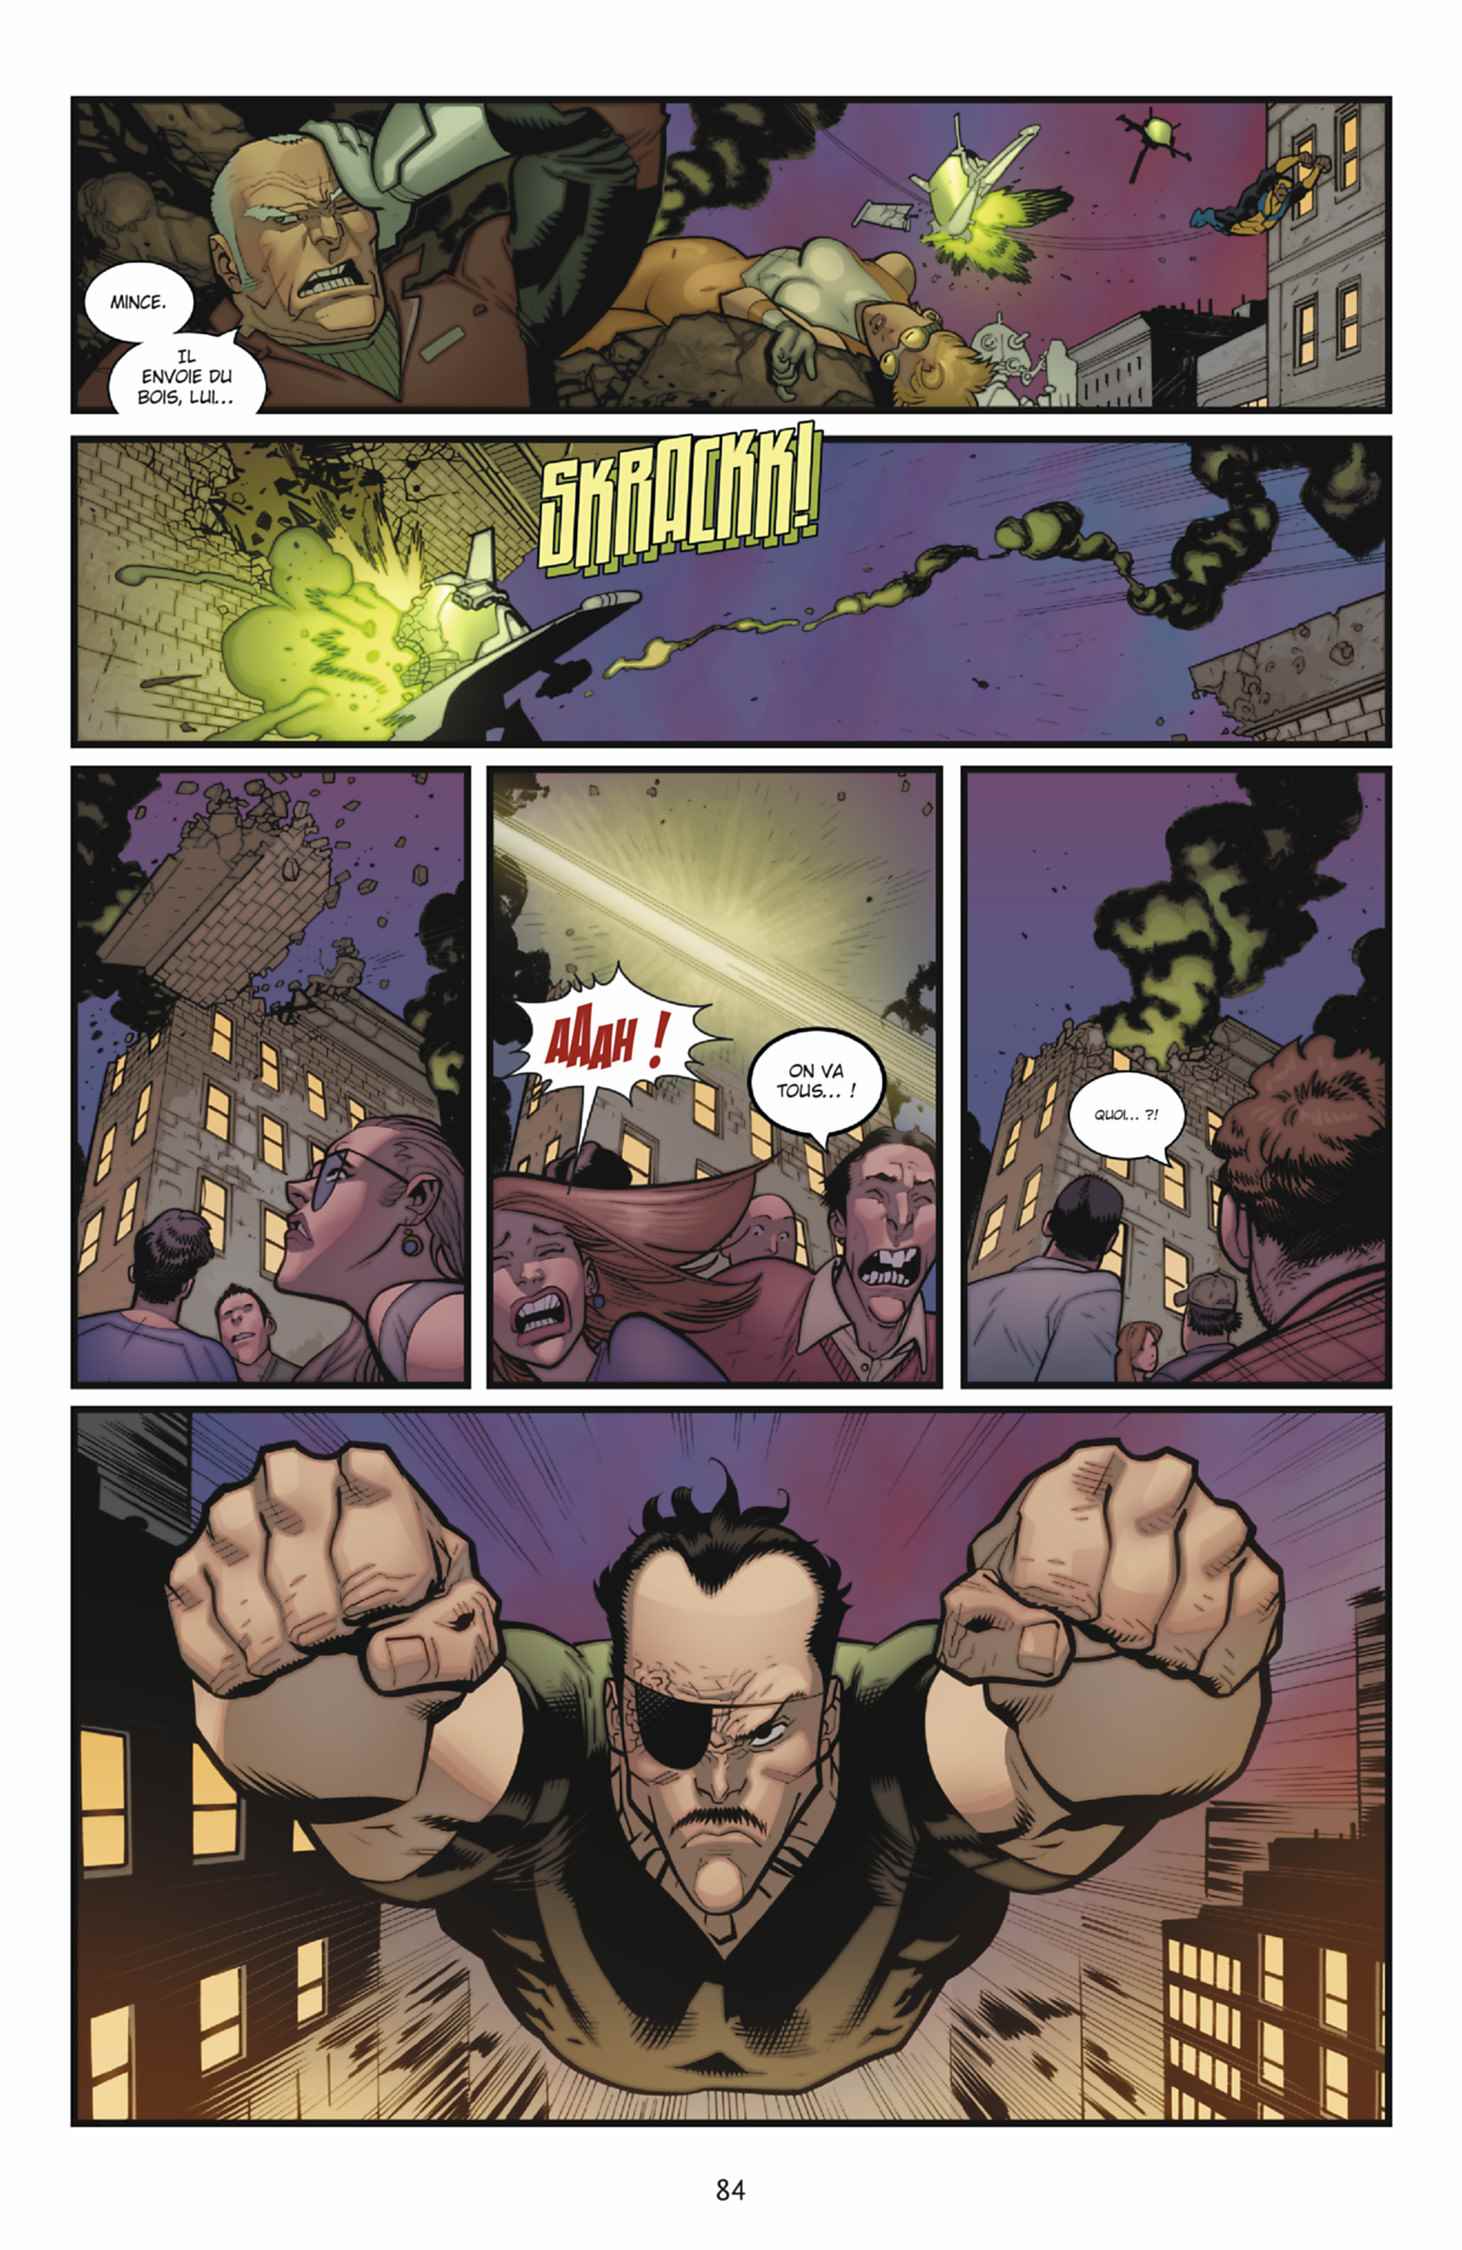 MINCE.
IL
ENVOIE DU
BOIS, LUI...
SKRACKK!
AAAH !
ON VA
TOUS... !
QUOI... ?!
84